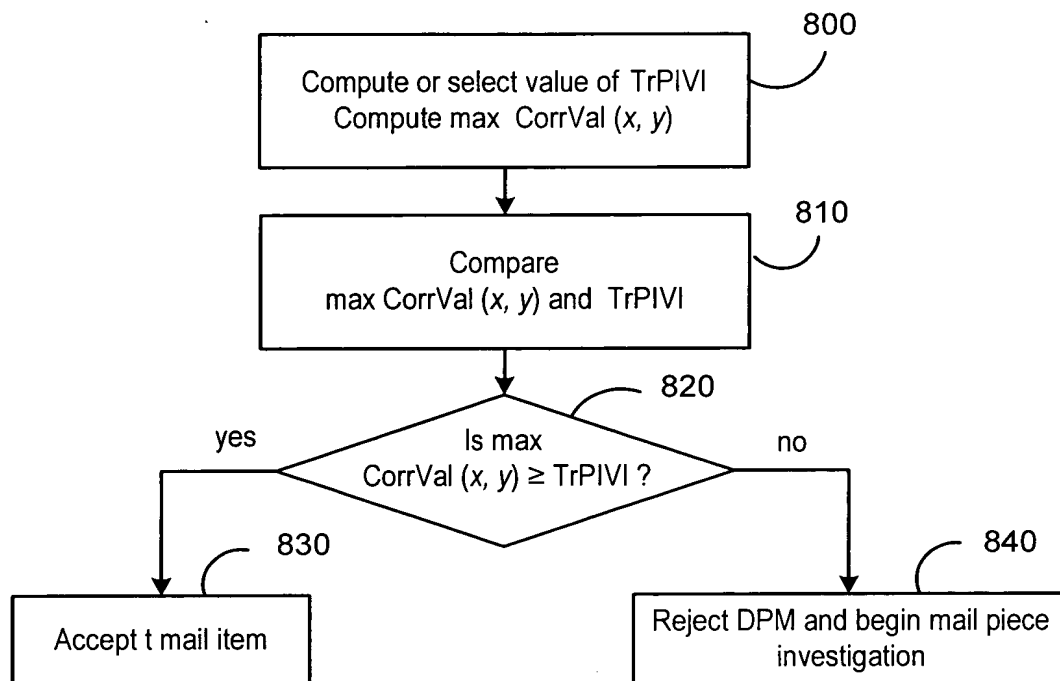 800
Compute or select value of TrPIVI
Compute max CorrVal (x, y)
810
Compare
max CorrVal (x, y) and TrPIVI
820
yes
Is max
no
CorrVal (x, y) ≥ TrPIVI ?
830
840
Accept t mail item
Reject DPM and begin mail piece
investigation